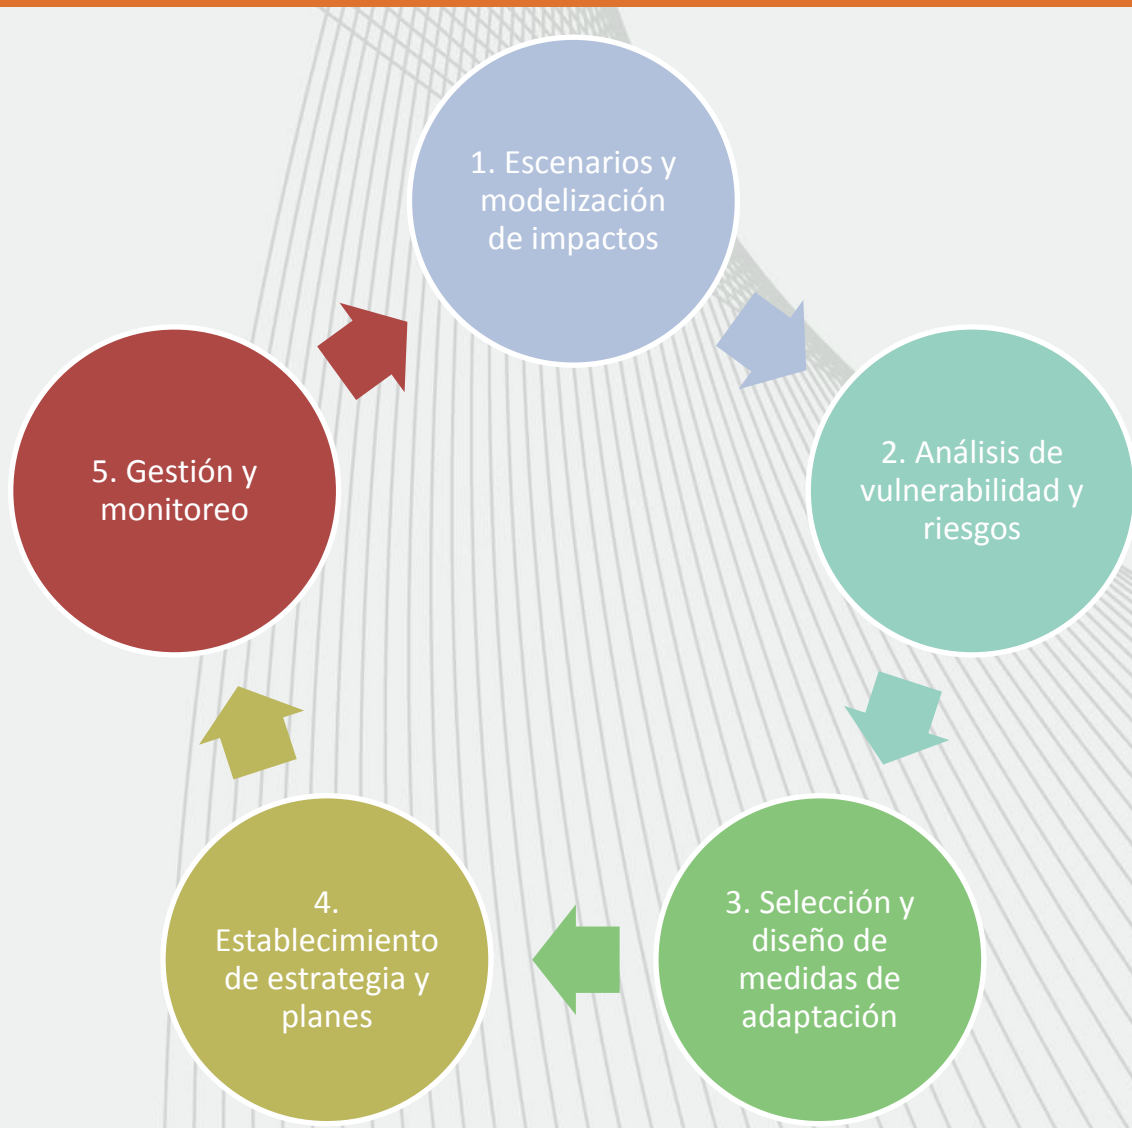 1. Escenarios y
modelización
de impactos
2. Análisis de
vulnerabilidad y
riesgos
3. Selección y
diseño de
medidas de
adaptación
4.
Establecimiento
de estrategia y
planes
5. Gestión y
monitoreo